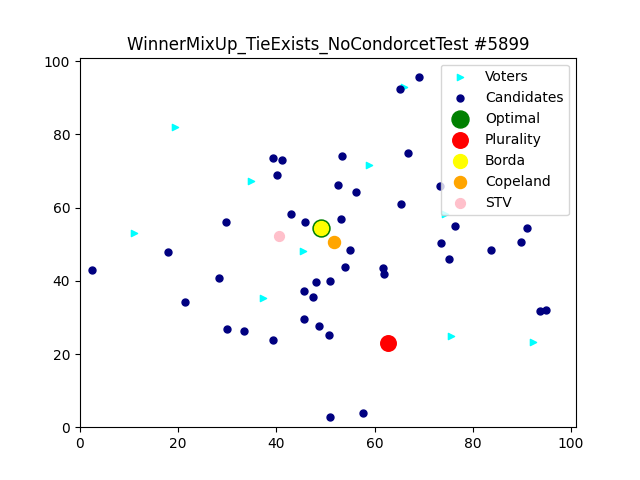 WinnerMixUp_TieExists_NoCondorcetTest #5899
100
80
60
40
20
0
0 20 40 60 80 100
Voters
Candidates
Optimal
Plurality
Borda
Copeland
STV